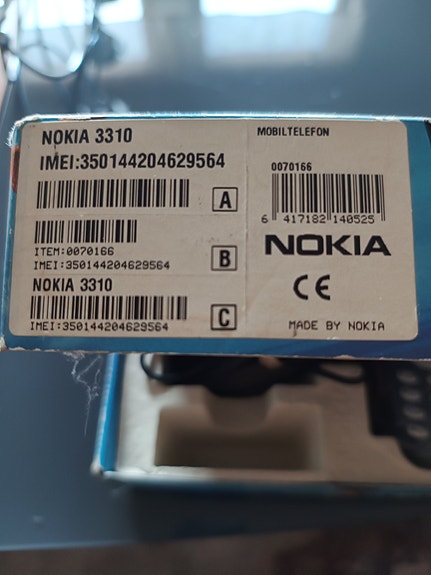 NOKIA 3310
IMEI:350144204629564
A
ITEM:0070166
IMEI:350144204629564
B
NOKIA 3310
IMEI:350144204629564
C
MOBILTELEFON
0070166
6 417182 140525
NOKIA
CE
MADE BY NOKIA